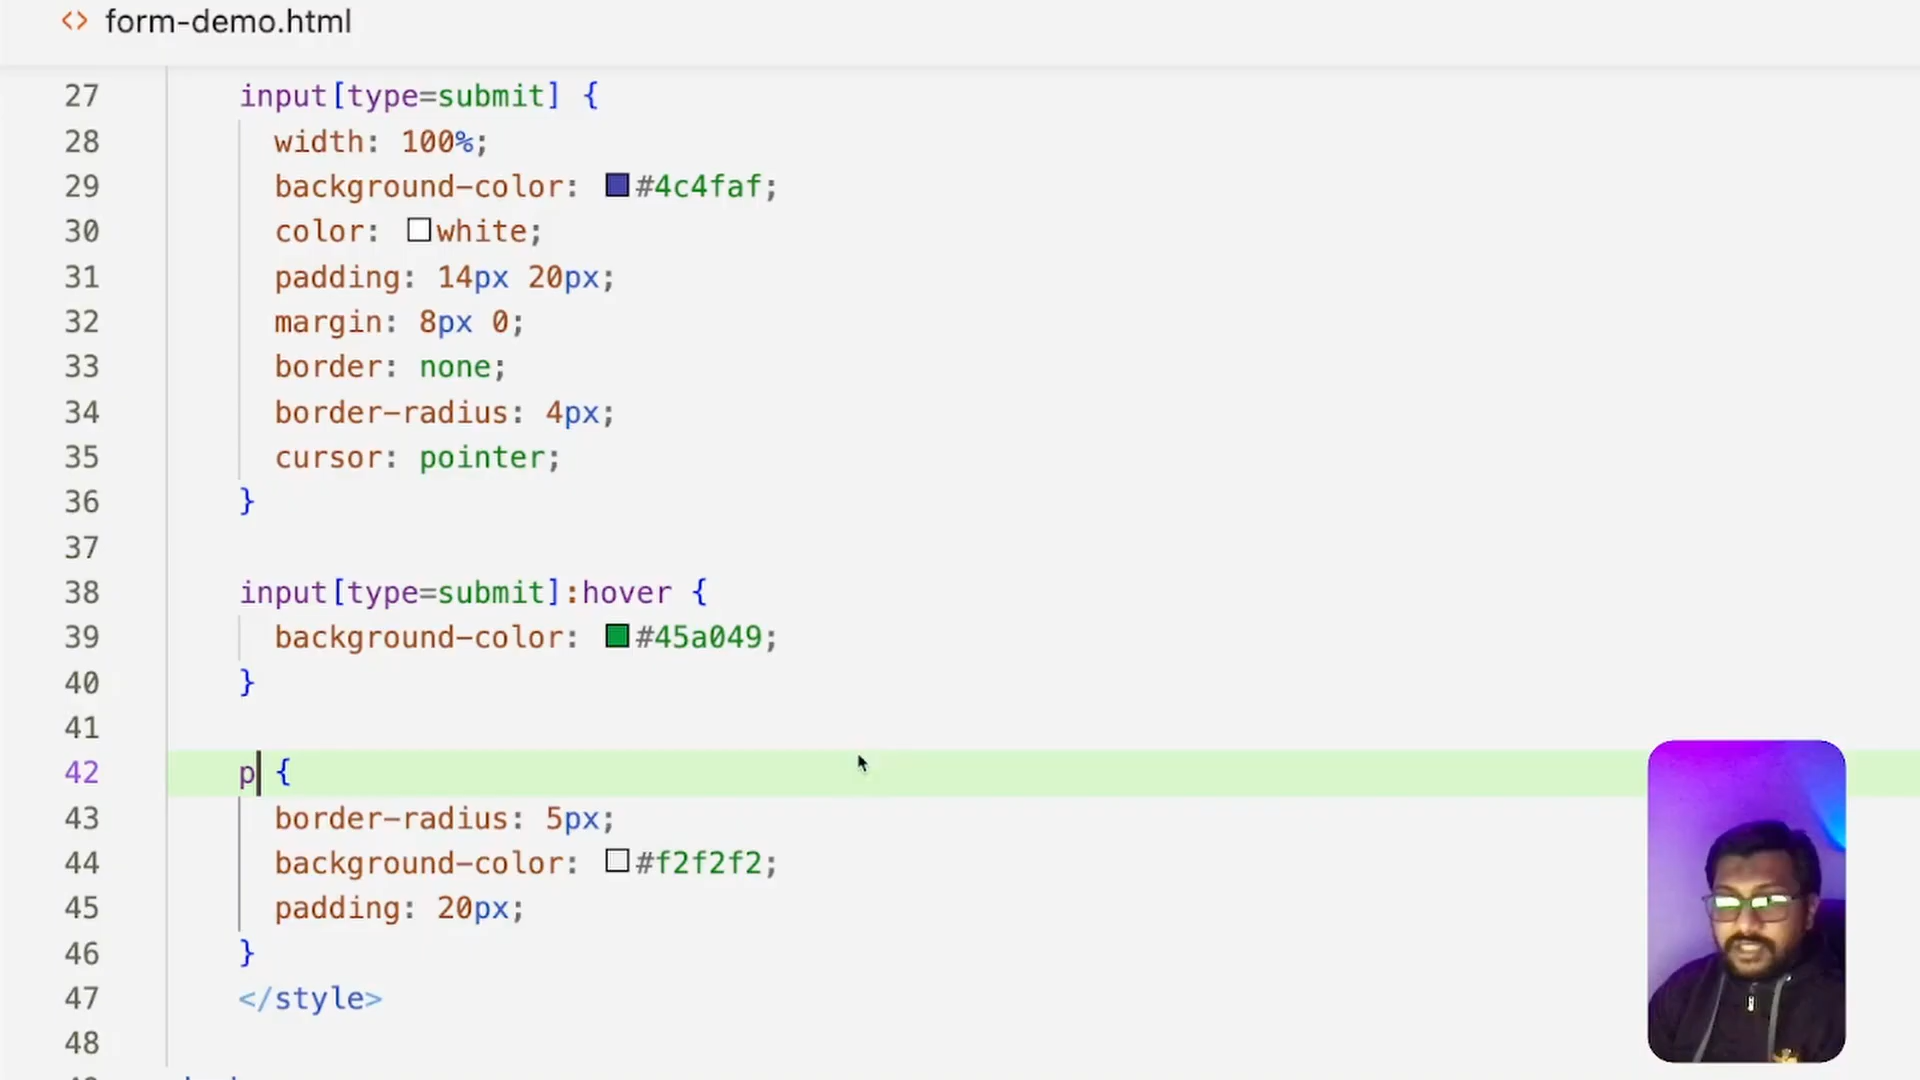 <> form-demo.html
27 input[type=submit] {
28 width: 100%;
29 background-color: #4c4faf;
30 color: white;
31 padding: 14px 20px;
32 margin: 8px 0;
33 border: none;
34 border-radius: 4px;
35 cursor: pointer;
36 }
37
38 input[type=submit]:hover {
39 background-color: #45a049;
40 }
41
42 p {
43 border-radius: 5px;
44 background-color: #f2f2f2;
45 padding: 20px;
46 }
47 </style>
48